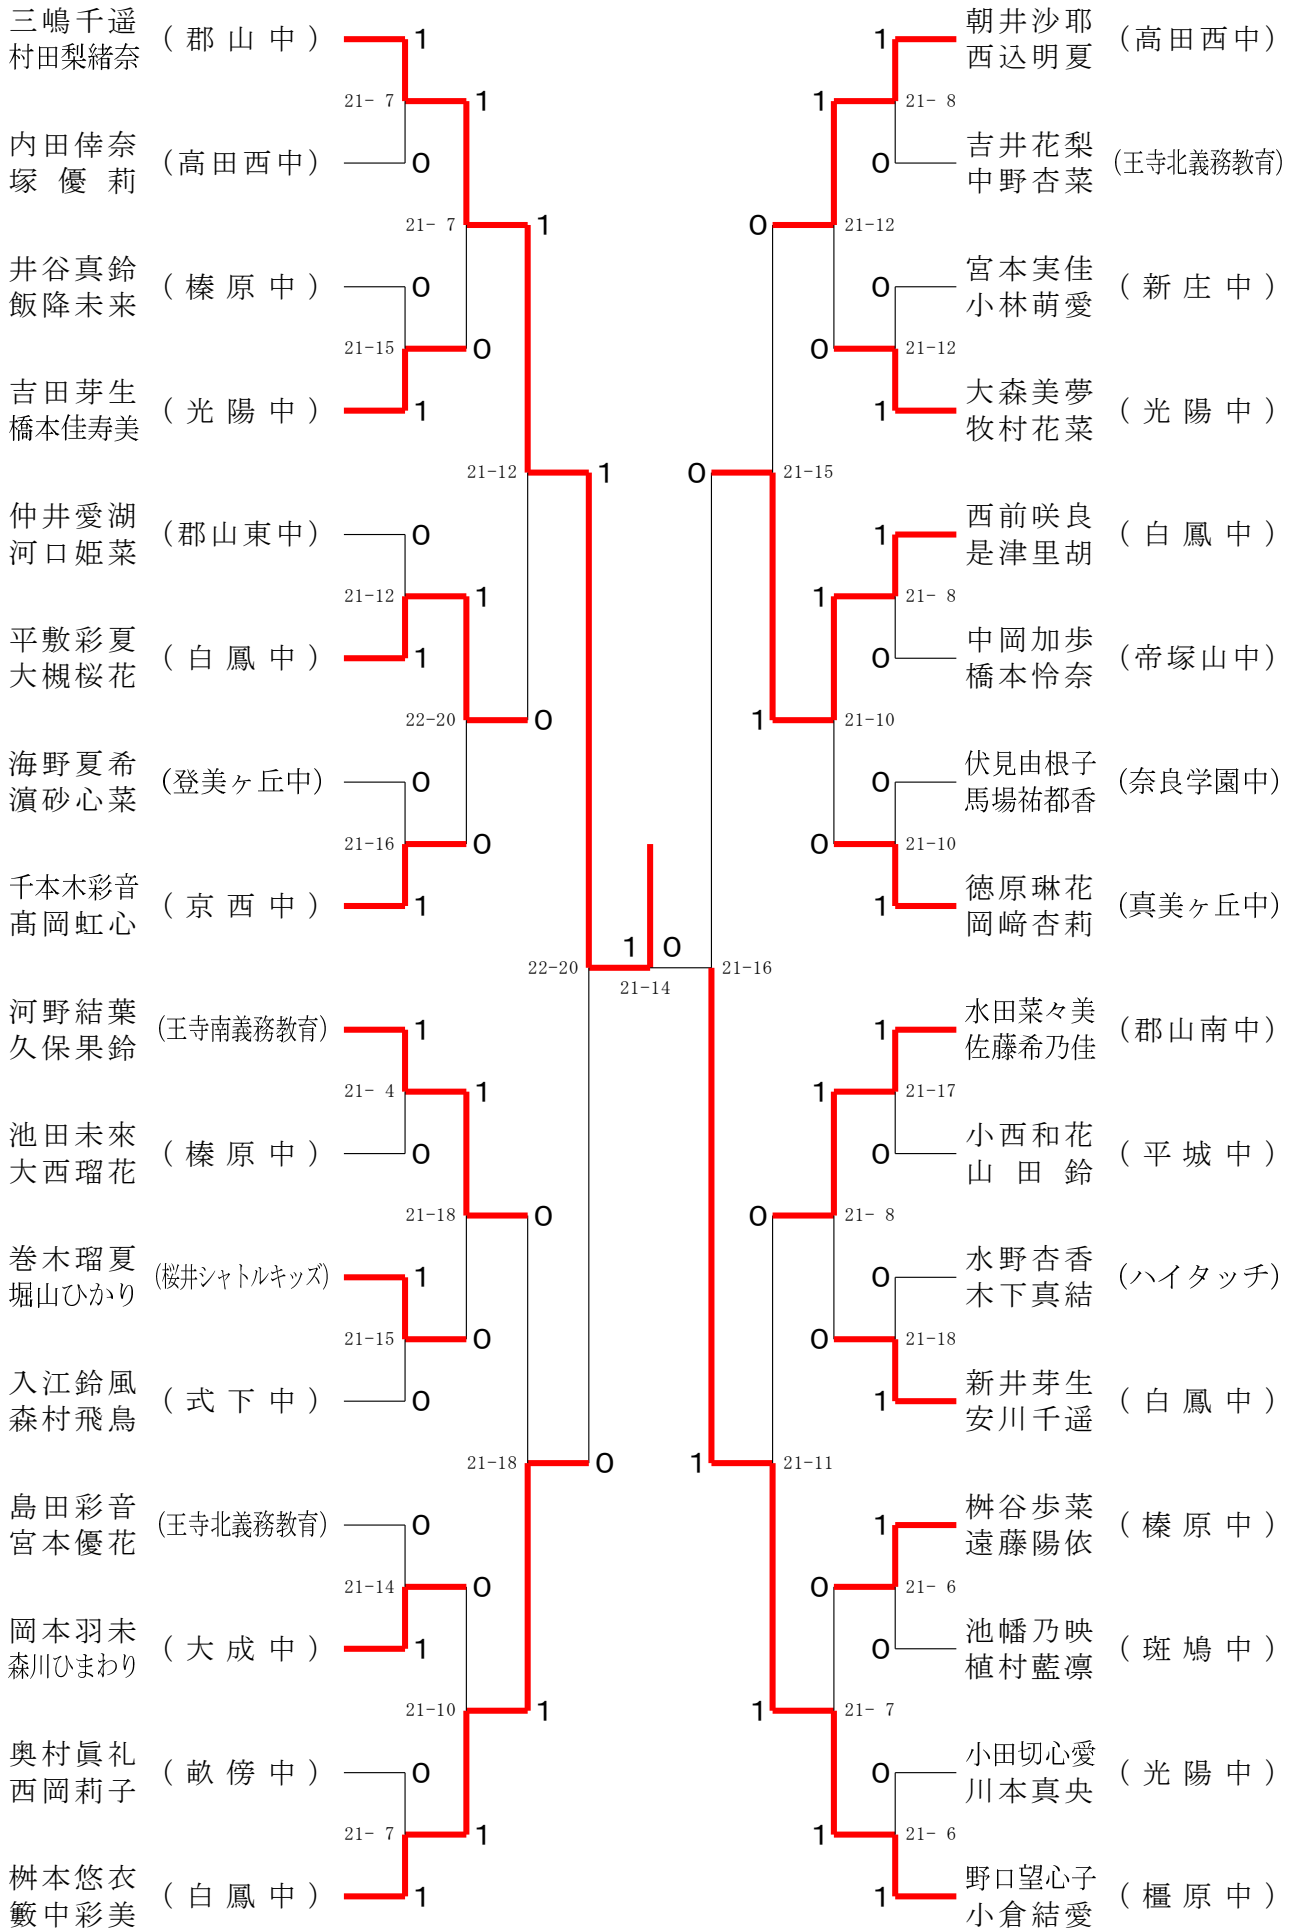 三嶋千遥
村田梨緒奈
(郡山中)
1
21- 7
1
内田倖奈
塚優莉
(高田西中)
0
21- 7
1
井谷真鈴
飯降未来
(榛原中)
0
21-15
0
吉田芽生
橋本佳寿美
(光陽中)
1
21-12
1
仲井愛湖
河口姫菜
(郡山東中)
0
21-12
1
平敷彩夏
大槻桜花
(白鳳中)
1
22-20
0
海野夏希
濵砂心菜
(登美ヶ丘中)
0
21-16
0
千本木彩音
髙岡虹心
(京西中)
1
22-20
河野結葉
久保果鈴
(王寺南義務教育)
1
21- 4
1
池田未來
大西瑠花
(榛原中)
0
21-18
0
巻木瑠夏
堀山ひかり
(桜井シャトルキッズ)
1
21-15
0
入江鈴風
森村飛鳥
(式下中)
0
21-18
0
島田彩音
宮本優花
(王寺北義務教育)
0
21-14
0
岡本羽未
森川ひまわり
(大成中)
1
21-10
1
奥村眞礼
西岡莉子
(畝傍中)
0
21- 7
1
桝本悠衣
籔中彩美
(白鳳中)
1
1 0
21-14
朝井沙耶
西込明夏
(高田西中)
1
1
21- 8
吉井花梨
中野杏菜
(王寺北義務教育)
0
0
21-12
宮本実佳
小林萌愛
(新庄中)
0
0
21-12
大森美夢
牧村花菜
(光陽中)
1
0
21-15
西前咲良
是津里胡
(白鳳中)
1
1
21- 8
中岡加歩
橋本怜奈
(帝塚山中)
0
1
21-10
伏見由根子
馬場祐都香
(奈良学園中)
0
0
21-10
徳原琳花
岡﨑杏莉
(真美ヶ丘中)
1
21-16
水田菜々美
佐藤希乃佳
(郡山南中)
1
1
21-17
小西和花
山田鈴
(平城中)
0
0
21- 8
水野杏香
木下真結
(ハイタッチ)
0
0
21-18
新井芽生
安川千遥
(白鳳中)
1
1
21-11
桝谷歩菜
遠藤陽依
(榛原中)
1
0
21- 6
池幡乃映
植村藍凛
(斑鳩中)
0
1
21- 7
小田切心愛
川本真央
(光陽中)
0
1
21- 6
野口望心子
小倉結愛
(橿原中)
1